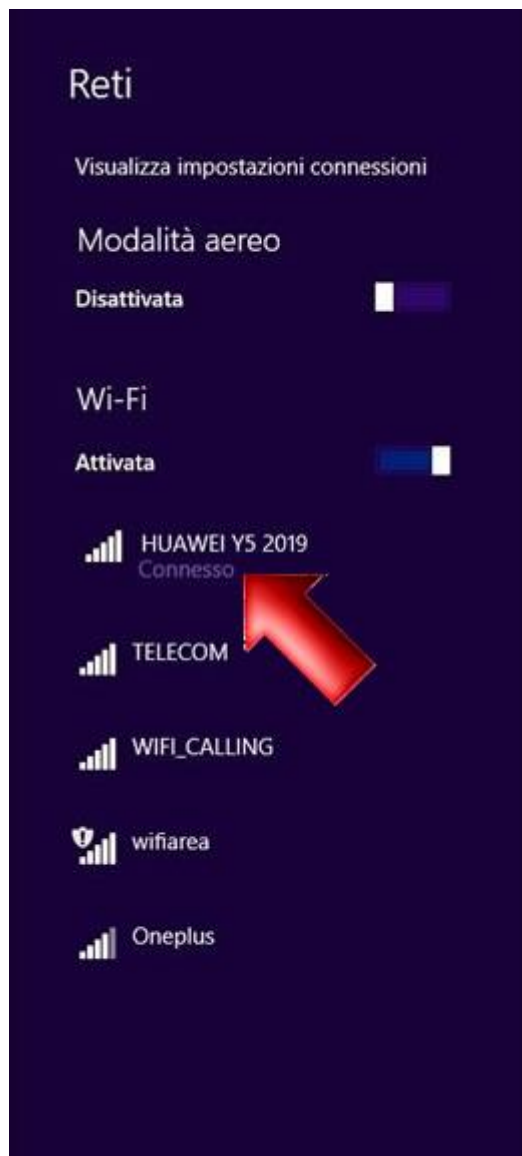 Reti
Visualizza impostazioni connessioni
Modalità aereo
Disattivata
Wi-Fi
Attivata
HUAWEI Y5 2019
Connesso
TELECOM
WIFI_CALLING
wifiarea
Oneplus